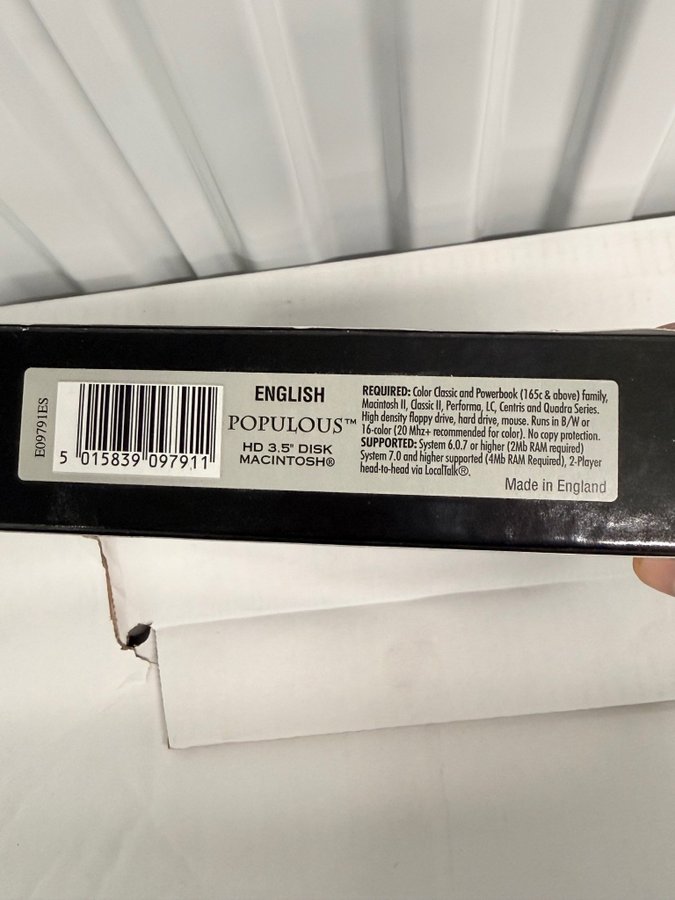 E09791ES
5 015839 097911
ENGLISH
POPULOUS™
HD 3.5" DISK
MACINTOSH®
REQUIRED: Color Classic and Powerbook (165c & above) family,
Macintosh II, Classic II, Performa, LC, Centris and Quadra Series.
High density floppy drive, hard drive, mouse. Runs in B/W or
16-color (20 Mhz+ recommended for color). No copy protection.
SUPPORTED: System 6.0.7 or higher (2Mb RAM required)
System 7.0 and higher supported (4Mb RAM Required), 2-Player
head-to-head via LocalTalk®.
Made in England